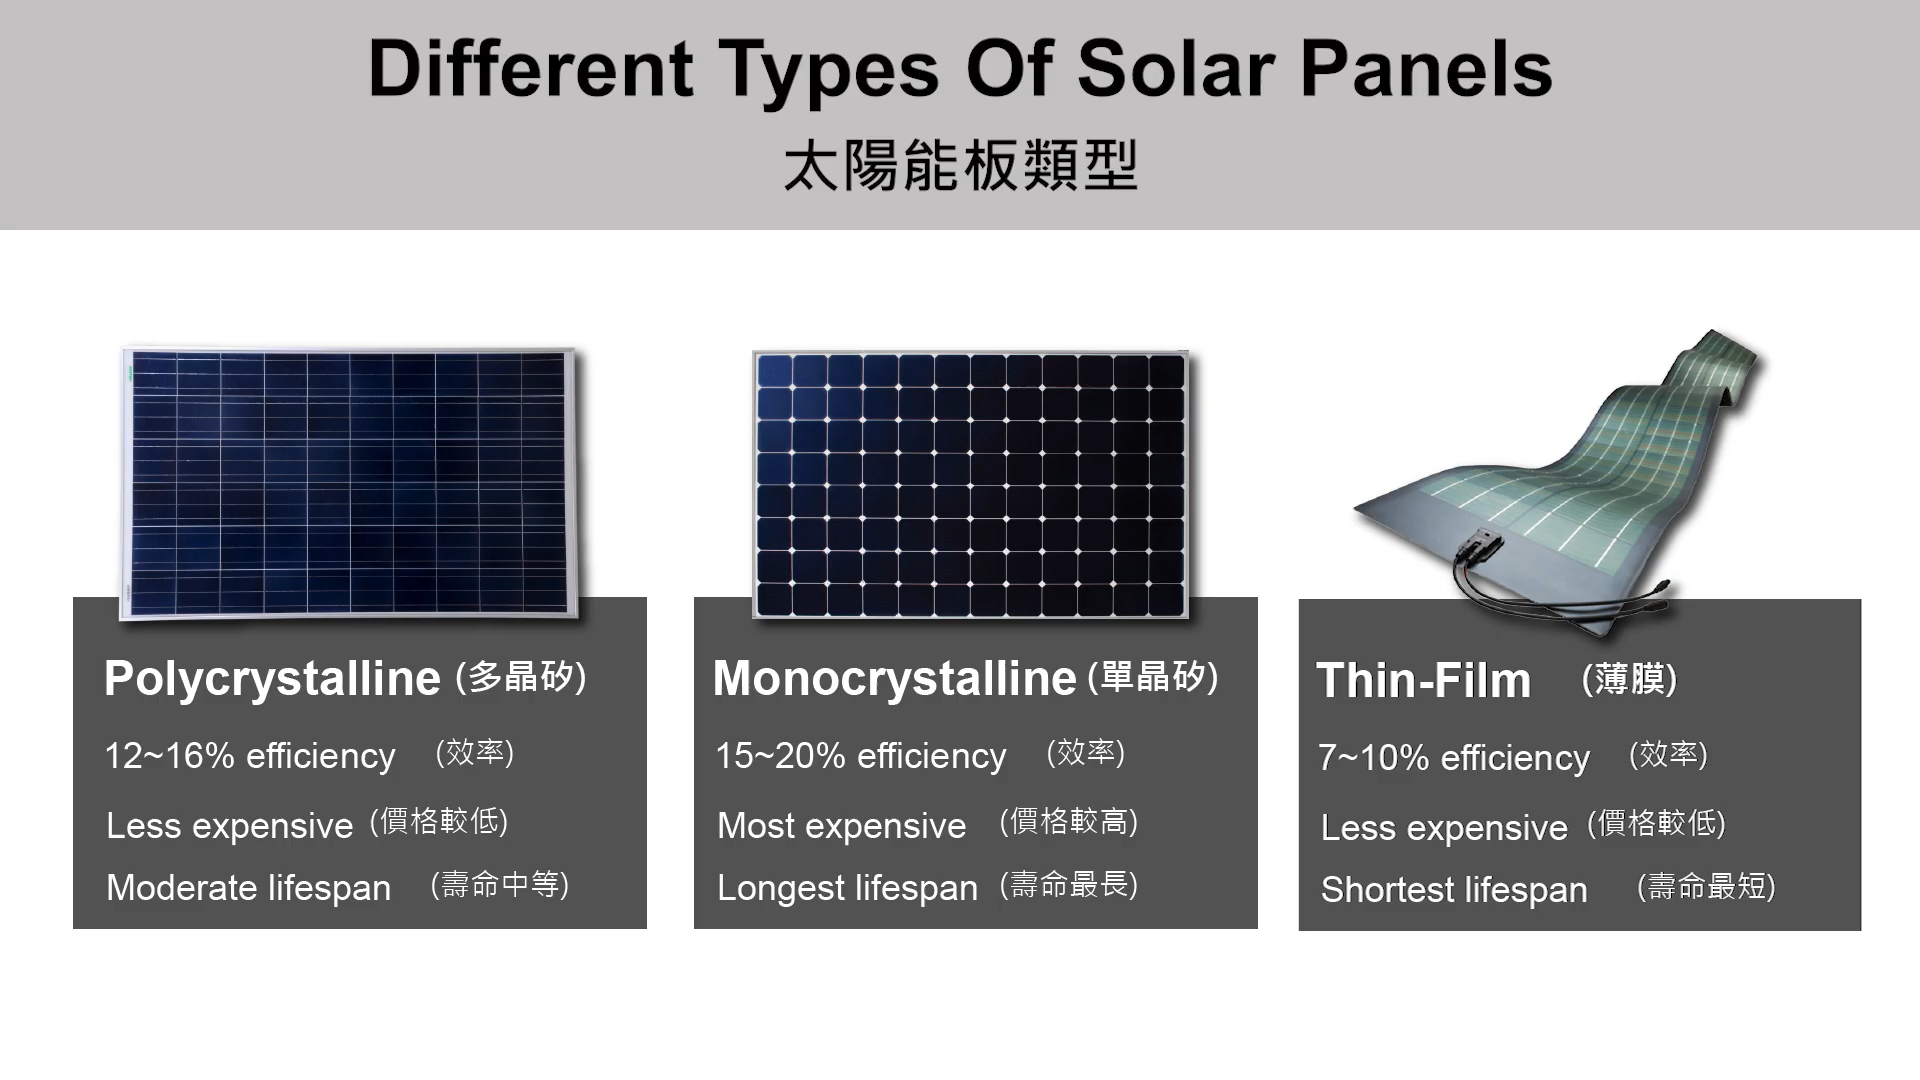 Different Types Of Solar Panels
太陽能板類型
Polycrystalline (多晶矽)
12~16% efficiency (效率)
Less expensive (價格較低)
Moderate lifespan (壽命中等)
Monocrystalline (單晶矽)
15~20% efficiency (效率)
Most expensive (價格較高)
Longest lifespan (壽命最長)
Thin-Film (薄膜)
7~10% efficiency (效率)
Less expensive (價格較低)
Shortest lifespan (壽命最短)